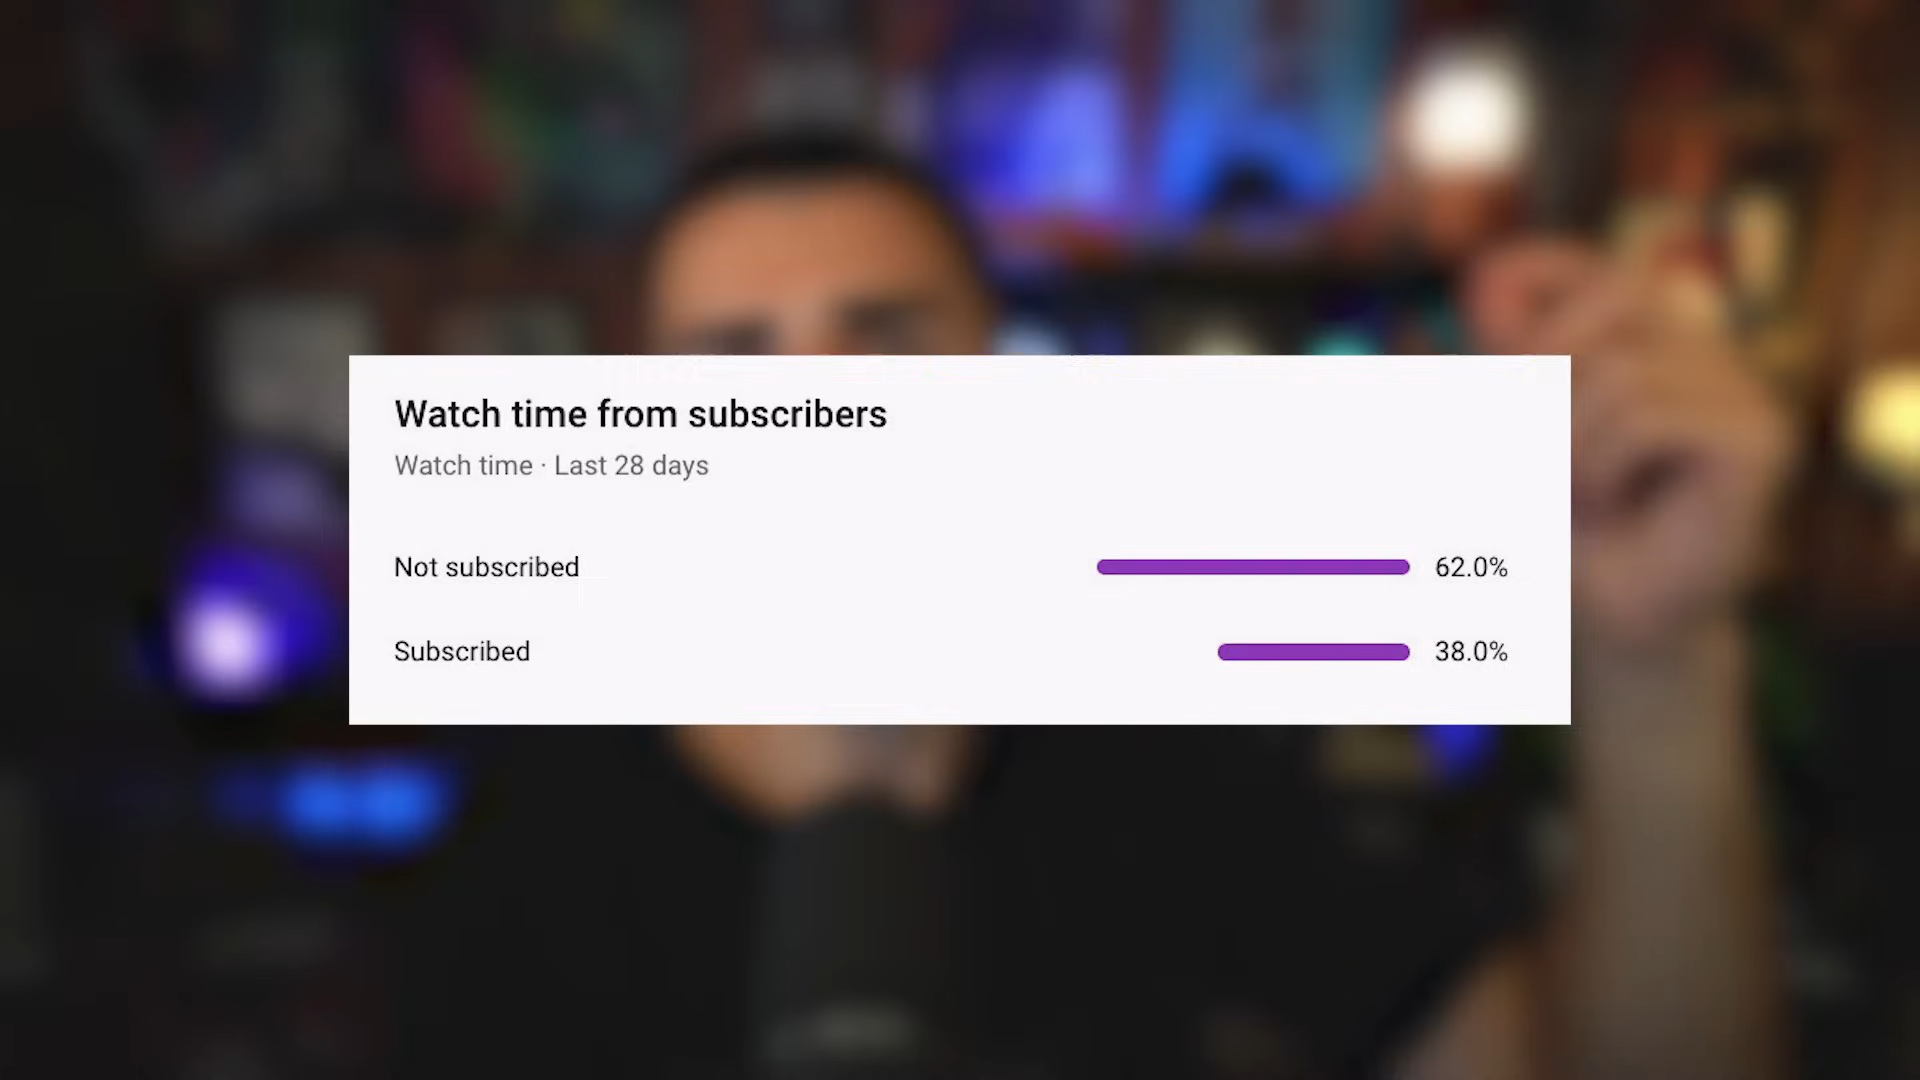 Watch time from subscribers
Watch time · Last 28 days
Not subscribed 62.0%
Subscribed 38.0%